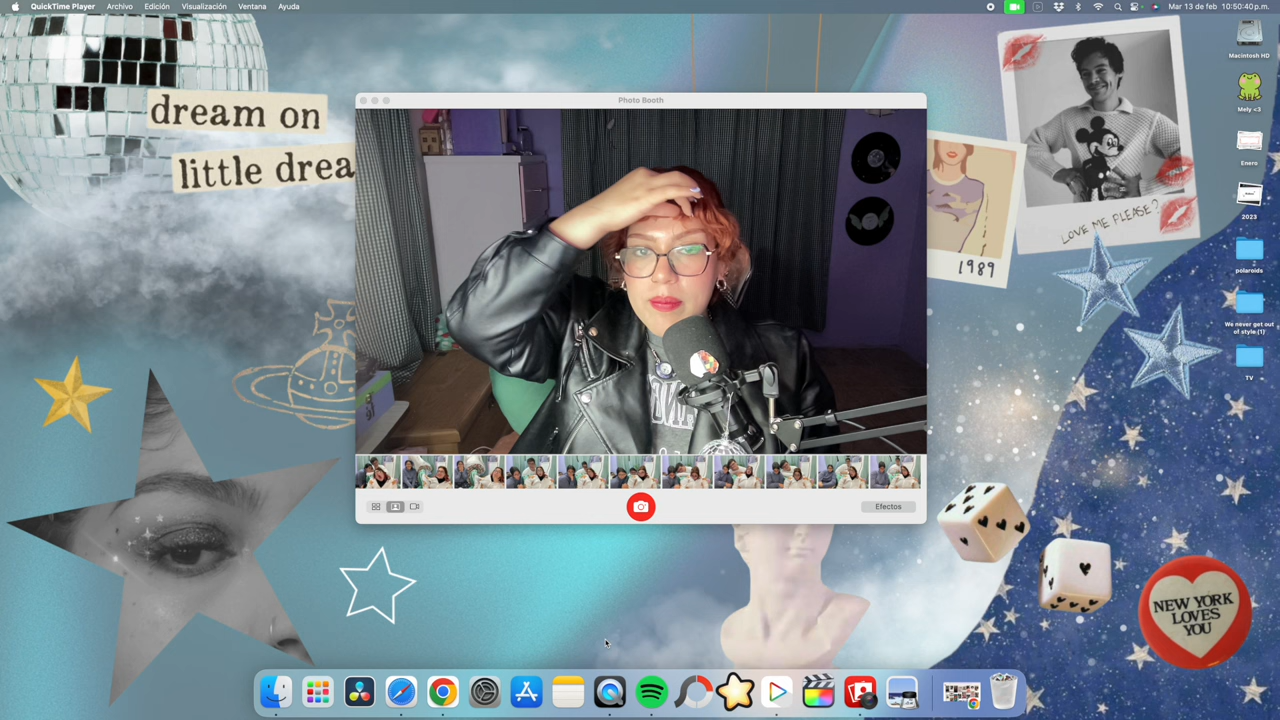 QuickTime Player Archivo Edición Visualización Ventana Ayuda
Mar 13 de feb 10:50:40 p.m.
dream on
little drea
Photo Booth
Efectos
LOVE ME PLEASE?
1989
NEW YORK
LOVES
YOU
Macintosh HD
Mely <3
Enero
2023
polaroids
We never get out
of style (1)
TV